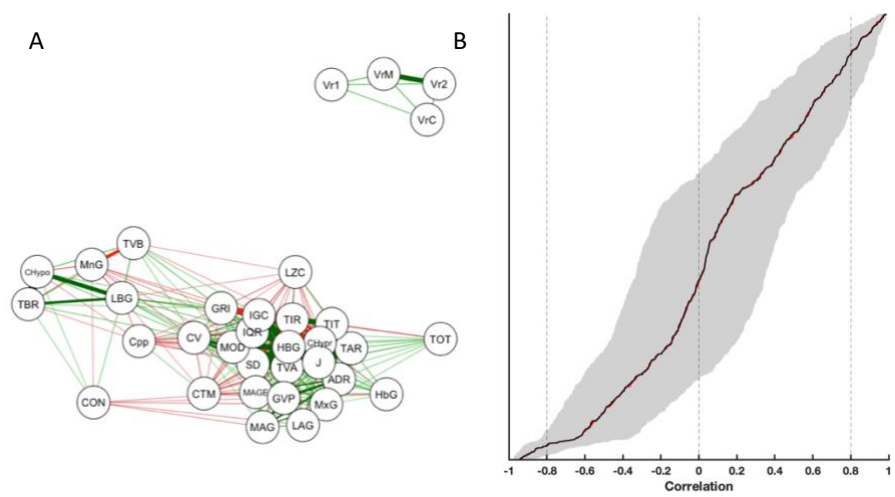 A
B
VrM
Vr1
Vr2
VrC
TVB
MnG
CHypo
LZC
TBR
LBG
GRI
IGC
TIR
TIT
IQR
TOT
Cpp
CV
MOD
HBG
CHypr
TAR
SD
TVA
J
ADR
CON
CTM
MAGE
GVP
MxG
HbG
MAG
LAG
-1 -0.8 -0.6 -0.4 -0.2 0 0.2 0.4 0.6 0.8 1
Correlation